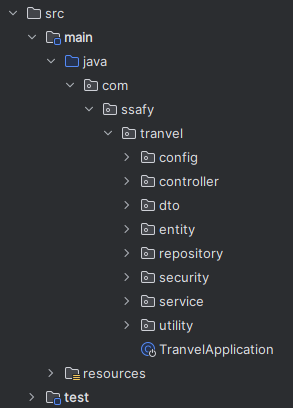 src
main
java
com
ssafy
tranvel
config
controller
dto
entity
repository
security
service
utility
TranvelApplication
resources
test